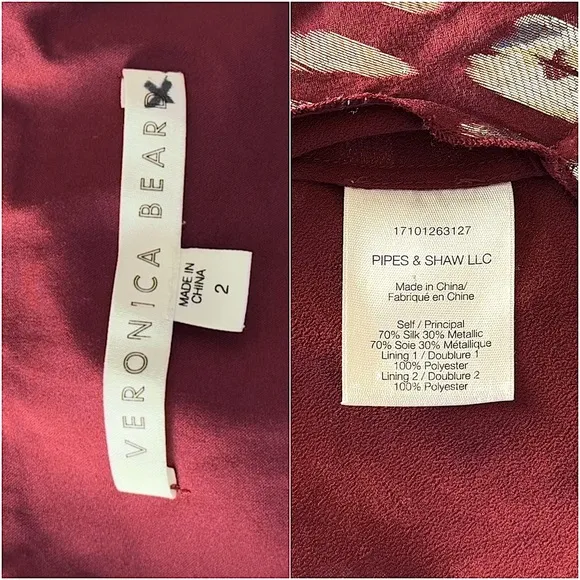 VERONICA BEARD
MADE IN
CHINA
2
17101263127
PIPES & SHAW LLC
Made in China/
Fabriqué en Chine
Self / Principal
70% Silk 30% Metallic
70% Soie 30% Métallique
Lining 1 / Doublure 1
100% Polyester
Lining 2 / Doublure 2
100% Polyester